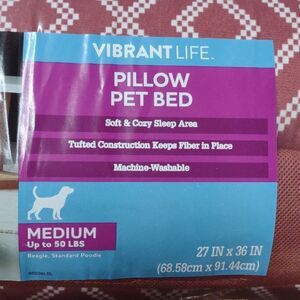 VIBRANT LIFE™
PILLOW
PET BED
Soft & Cozy Sleep Area
Tufted Construction Keeps Fiber in Place
Machine-Washable
MEDIUM
Up to 50 LBS
Beagle, Standard Poodle
27 IN x 36 IN
(68.58cm x 91.44cm)